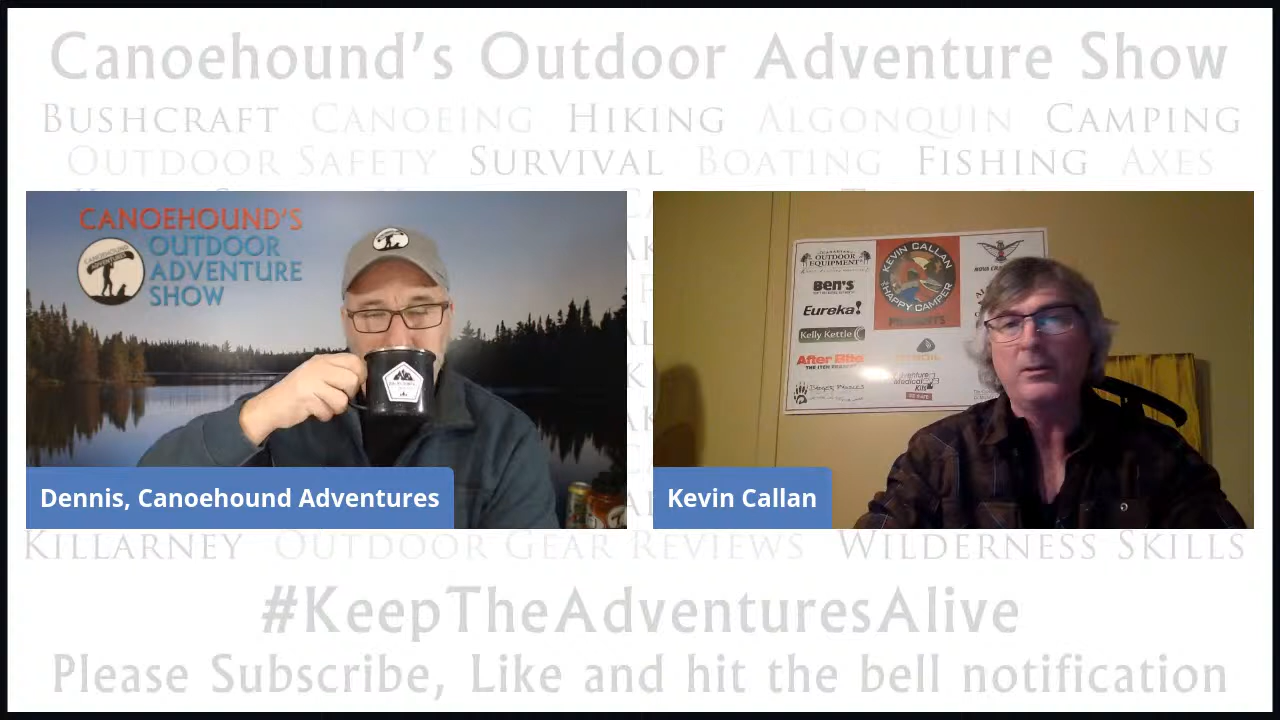 Canoehound's Outdoor Adventure Show
BUSHCRAFT CANOEING HIKING ALGONQUIN CAMPING
OUTDOOR SAFETY SURVIVAL BOATING FISHING AXES
CANOEHOUND'S
OUTDOOR
ADVENTURE
SHOW
OUTDOOR
EQUIPMENT
BEN'S
Eureka!
Kelly Kettle
After Bite
KEVIN CALLAN
HAPPY CAMPER
PRESENTS
Dennis, Canoehound Adventures
Kevin Callan
KILLARNEY OUTDOOR GEAR REVIEWS WILDERNESS SKILLS
#KeepTheAdventuresAlive
Please Subscribe, Like and hit the bell notification